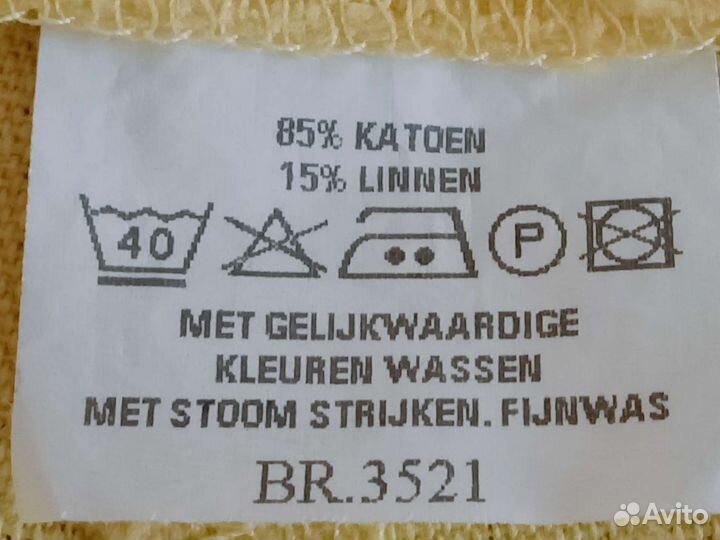 85% KATOEN
15% LINNEN
40 P
MET GELIJKWAARDIGE
KLEUREN WASSEN
MET STOOM STRIJKEN. FIJNWAS
BR.3521
Avito